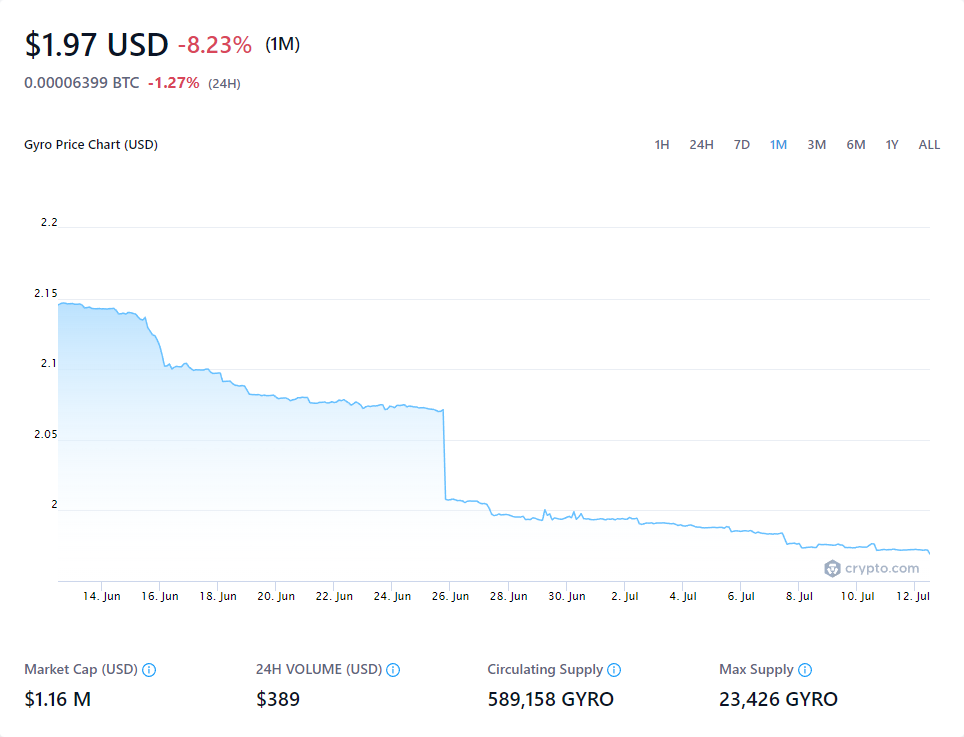 $1.97 USD -8.23% (1M)
0.00006399 BTC -1.27% (24H)
Gyro Price Chart (USD) 1H 24H 7D 1M 3M 6M 1Y ALL
2.2
2.15
2.1
2.05
2
crypto.com
14. Jun 16. Jun 18. Jun 20. Jun 22. Jun 24. Jun 26. Jun 28. Jun 30. Jun 2. Jul 4. Jul 6. Jul 8. Jul 10. Jul 12. Jul
Market Cap (USD) 24H VOLUME (USD) Circulating Supply Max Supply
$1.16 M $389 589,158 GYRO 23,426 GYRO